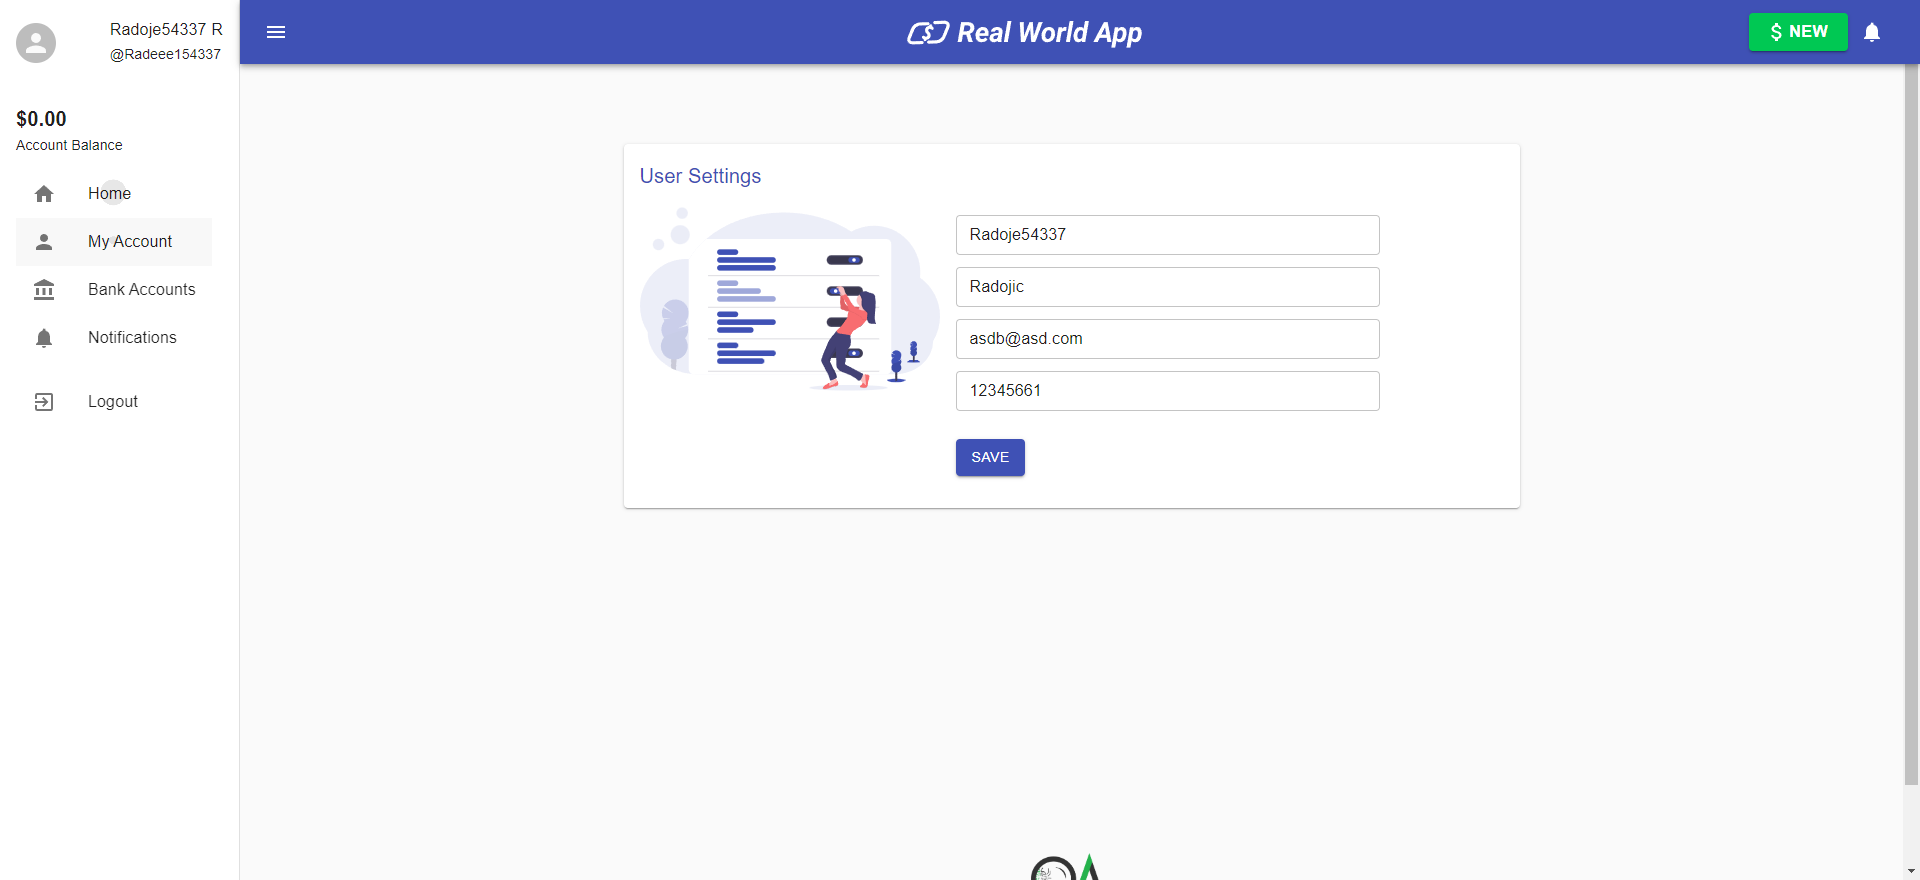 Radoje54337 R
@Radeee154337
$0.00
Account Balance
Home
My Account
Bank Accounts
Notifications
Logout
Real World App
$ NEW
User Settings
Radoje54337
Radojic
asdb@asd.com
12345661
SAVE